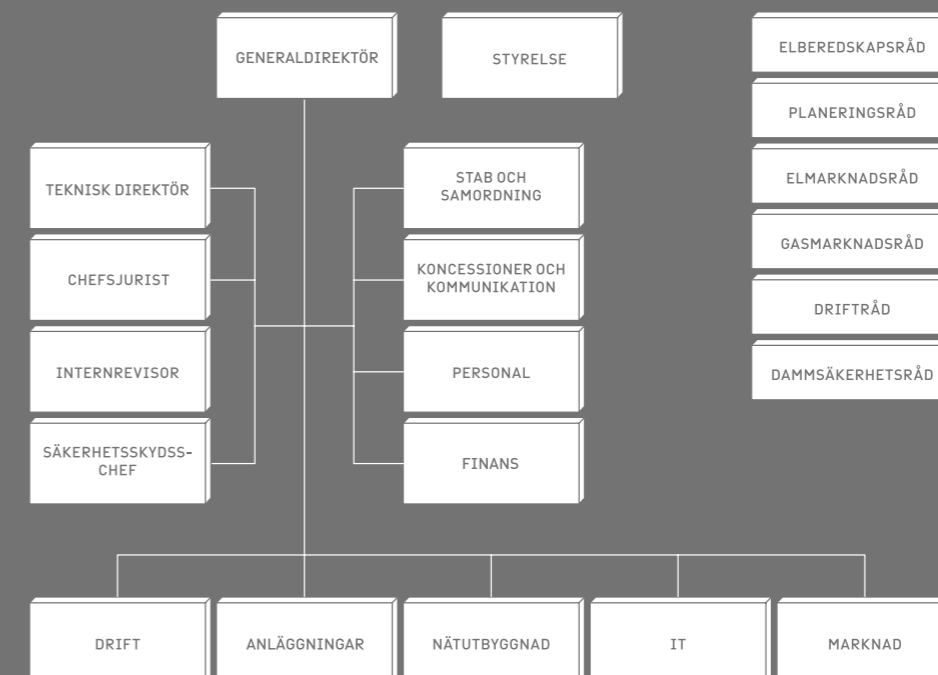 GENERALDIREKTÖR
STYRELSE
ELBEREDSKAPSRÅD
PLANERINGSRÅD
ELMARKNADSRÅD
GASMARKNADSRÅD
DRIFTRÅD
DAMMSÄKERHETSRÅD
TEKNISK DIREKTÖR
CHEFSJURIST
INTERNREVISOR
SÄKERHETSSKYDSS-
CHEF
STAB OCH
SAMORDNING
KONCESSIONER OCH
KOMMUNIKATION
PERSONAL
FINANS
DRIFT
ANLÄGGNINGAR
NÄTUTBYGGNAD
IT
MARKNAD